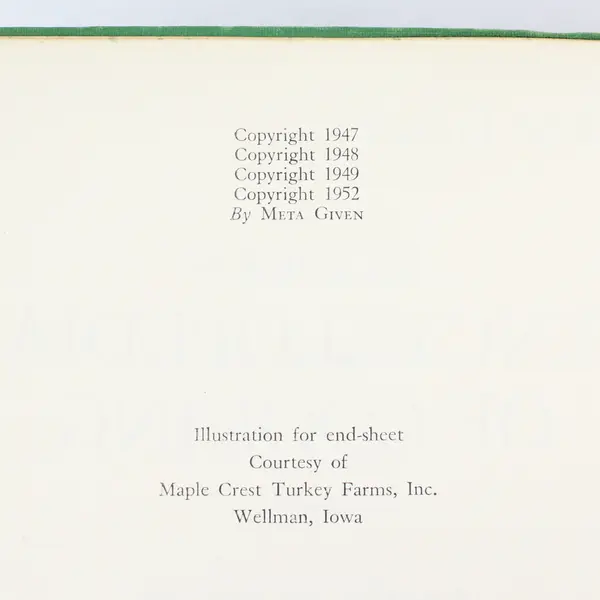 Copyright 1947
Copyright 1948
Copyright 1949
Copyright 1952
By Meta Given
Illustration for end-sheet
Courtesy of
Maple Crest Turkey Farms, Inc.
Wellman, Iowa